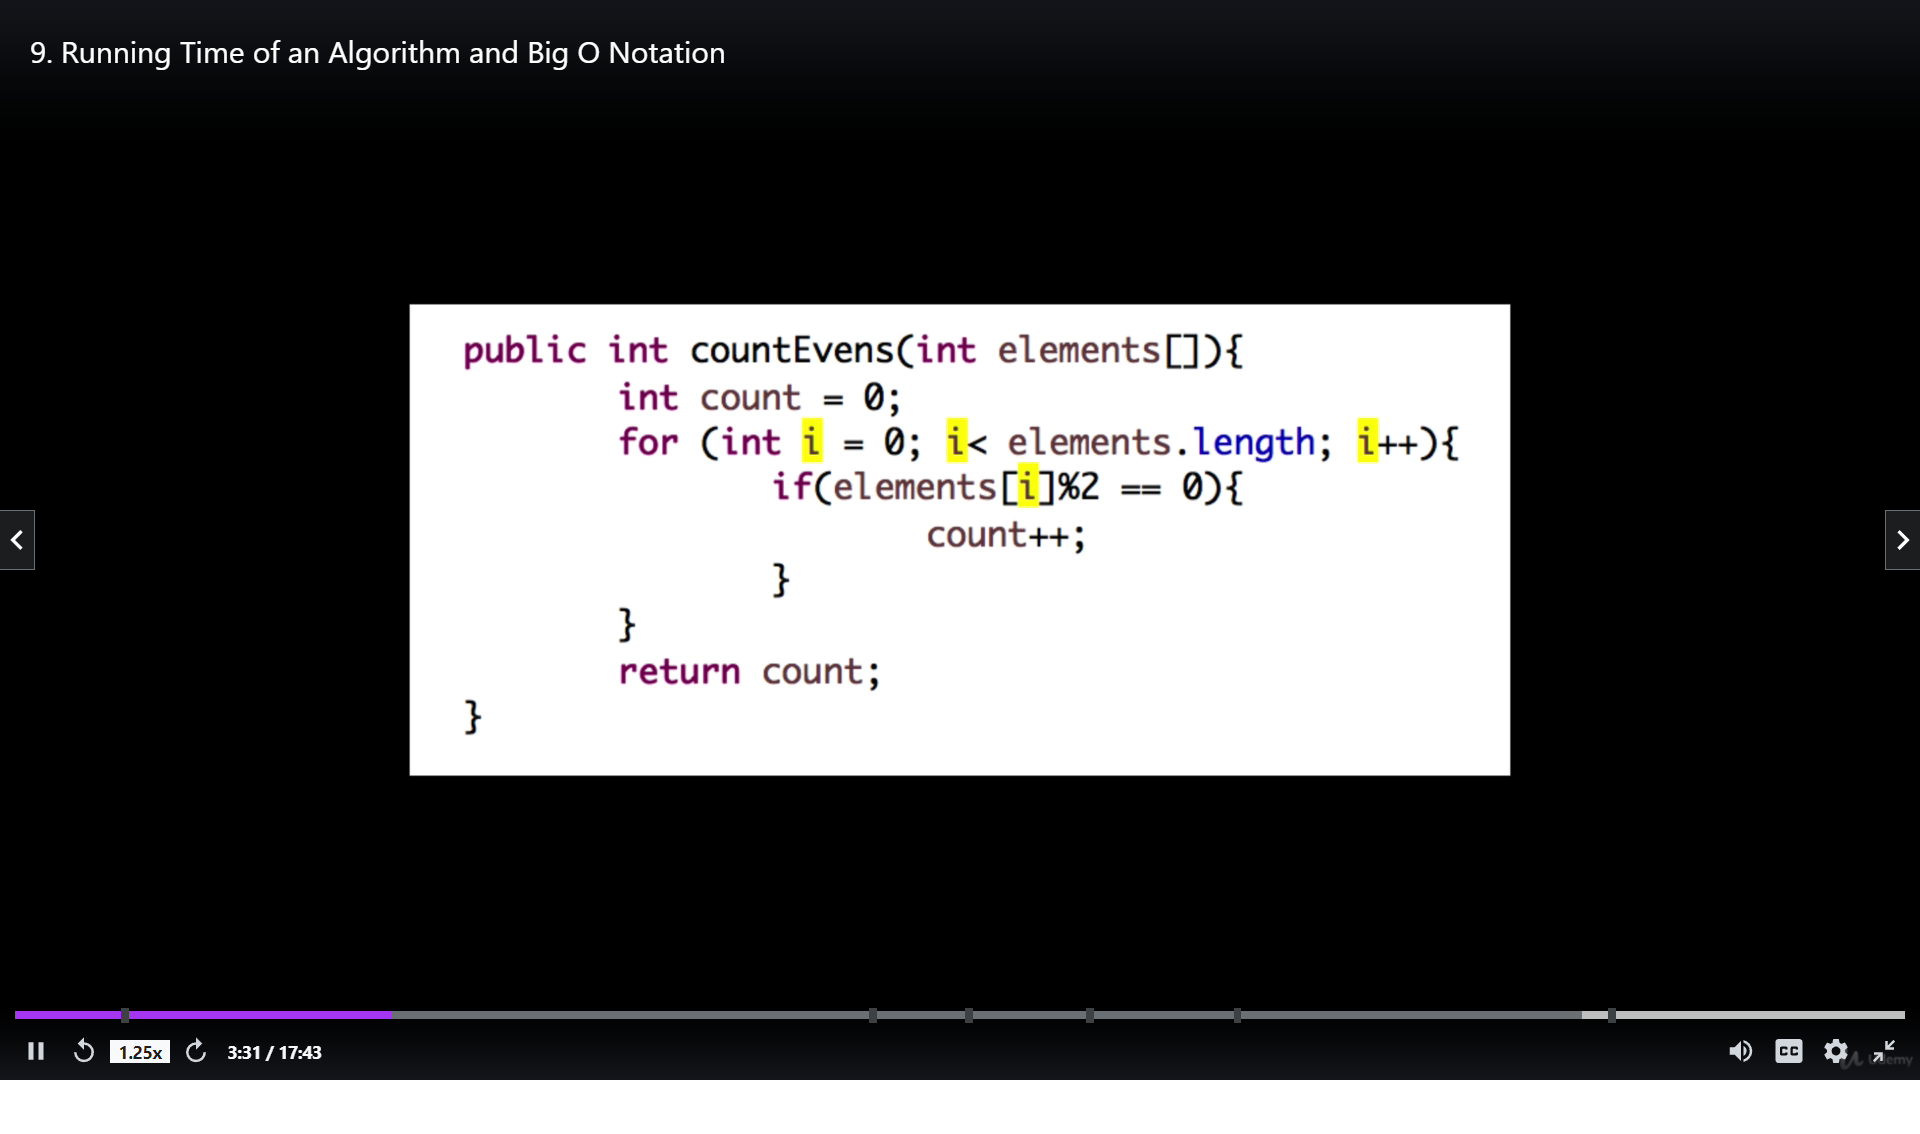 9. Running Time of an Algorithm and Big O Notation
public int countEvens(int elements[]){
int count = 0;
for (int i = 0; i< elements.length; i++){
if(elements[i]%2 == 0){
count++;
}
}
return count;
}
1.25x 3:31 / 17:43 CC
Udemy